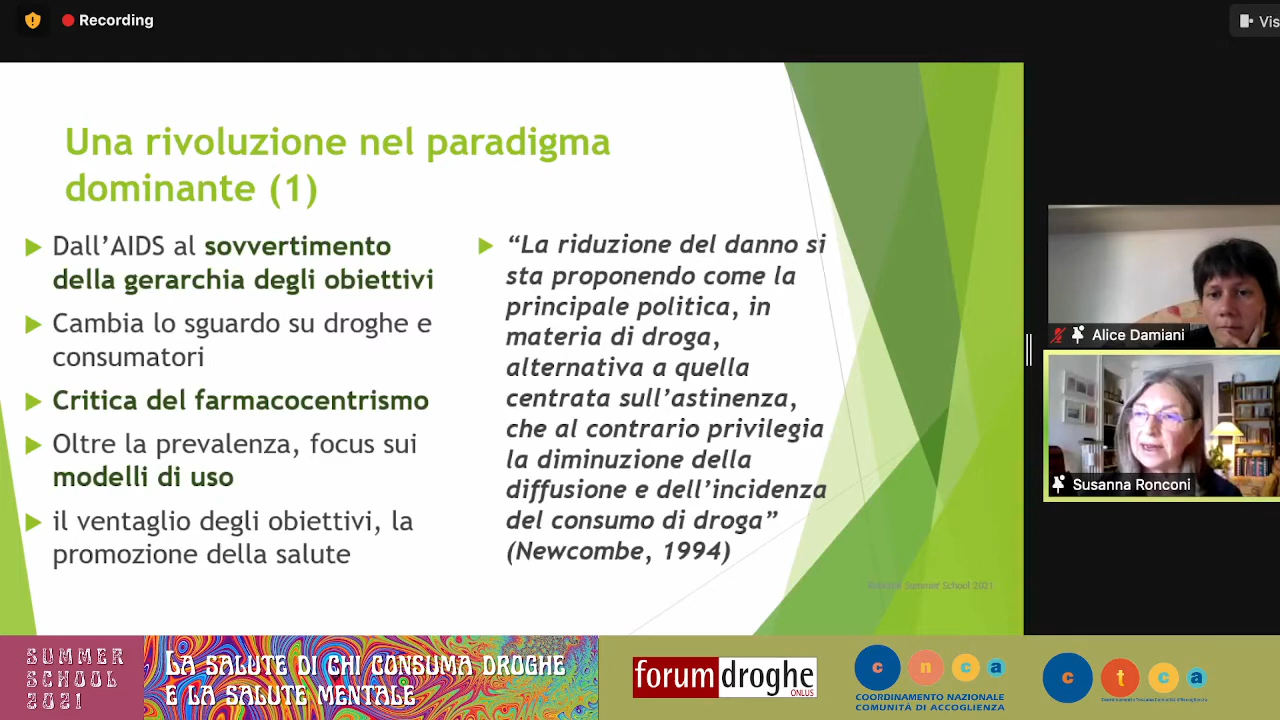 Recording
Vis
Una rivoluzione nel paradigma
dominante (1)
Dall’AIDS al sovvertimento
della gerarchia degli obiettivi
Cambia lo sguardo su droghe e
consumatori
Critica del farmacocentrismo
Oltre la prevalenza, focus sui
modelli di uso
il ventaglio degli obiettivi, la
promozione della salute
“La riduzione del danno si
sta proponendo come la
principale politica, in
materia di droga,
alternativa a quella
centrata sull’astinenza,
che al contrario privilegia
la diminuzione della
diffusione e dell’incidenza
del consumo di droga”
(Newcombe, 1994)
Summer School 2021
Alice Damiani
Susanna Ronconi
SUMMER
SCHOOL
2021
LA SALUTE DI CHI CONSUMA DROGHE
E LA SALUTE MENTALE
forumdroghe
ONLUS
c n c a
COORDINAMENTO NAZIONALE
COMUNITÀ DI ACCOGLIENZA
c t c a